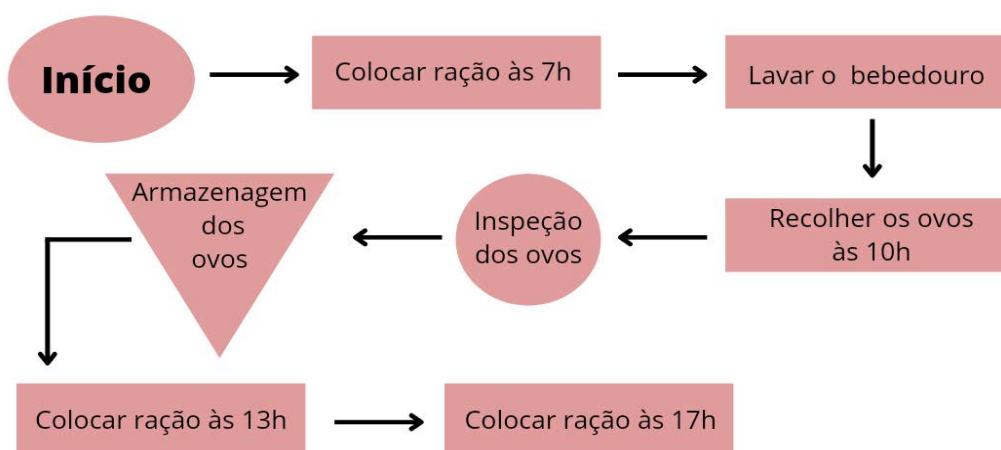 Início
Colocar ração às 7h
Lavar o bebedouro
Recolher os ovos
às 10h
Inspeção
dos ovos
Armazenagem
dos
ovos
Colocar ração às 13h
Colocar ração às 17h